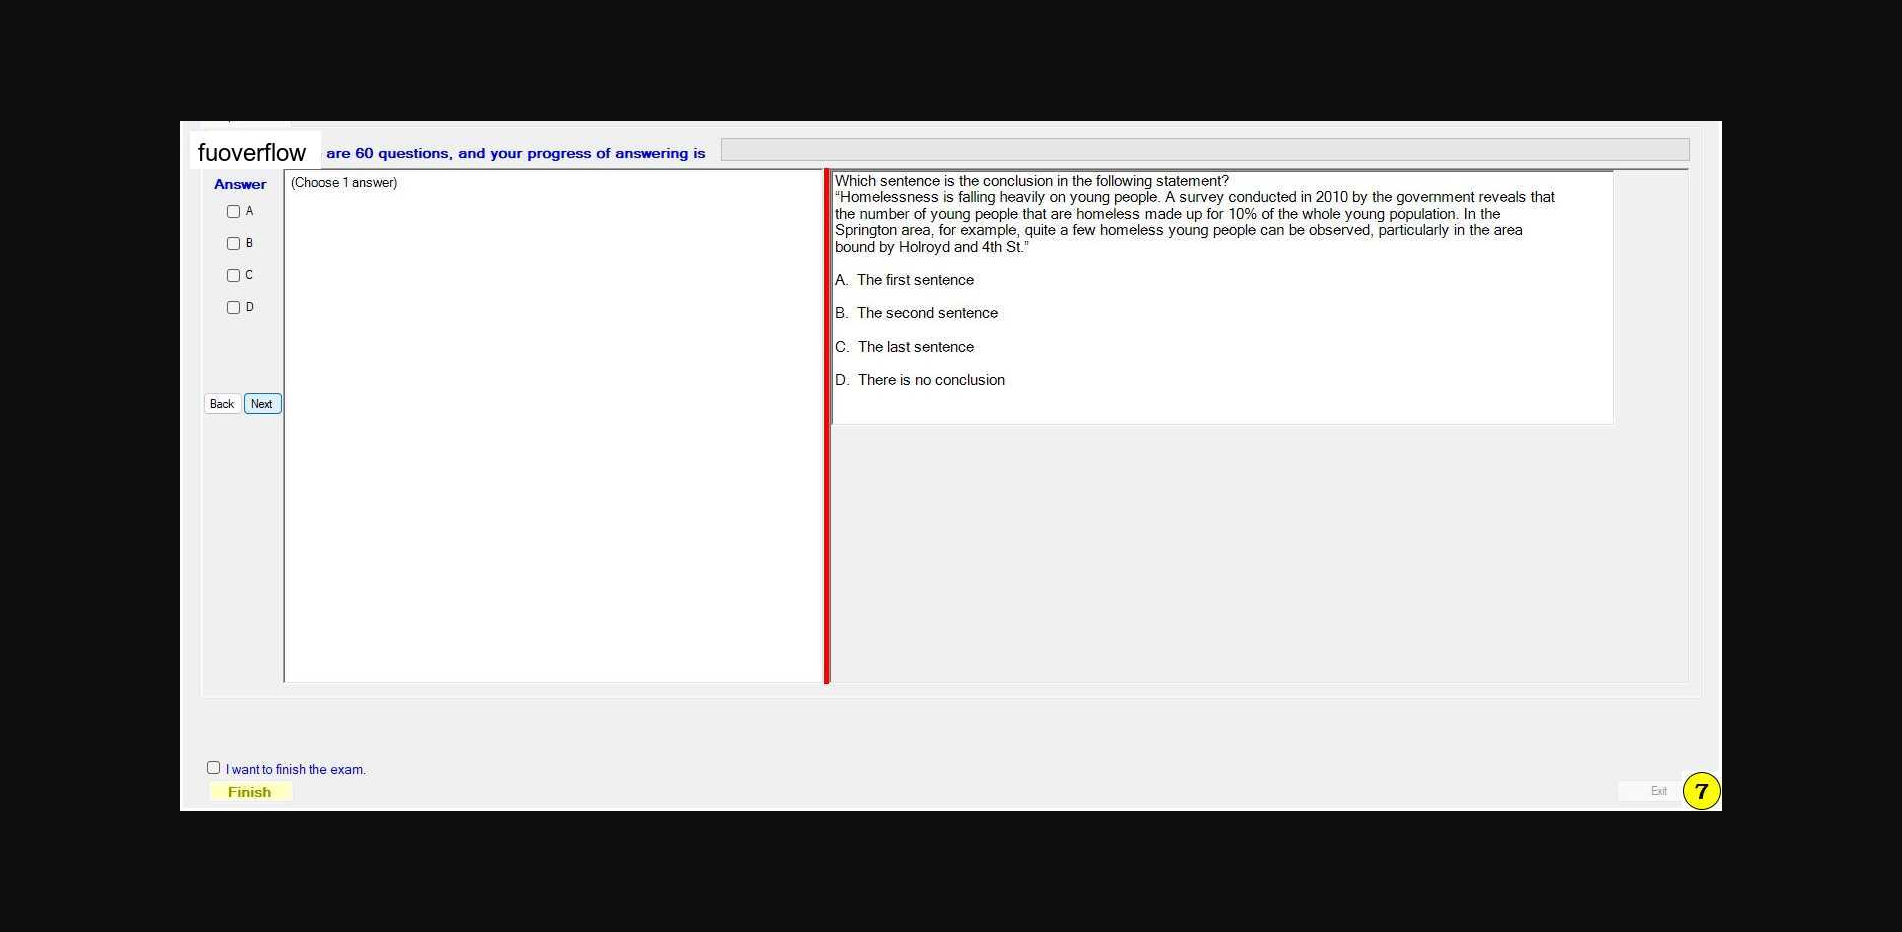 fuoverflow are 60 questions, and your progress of answering is
Answer
(Choose 1 answer)
A
B
C
D
Back Next
Which sentence is the conclusion in the following statement?
“Homelessness is falling heavily on young people. A survey conducted in 2010 by the government reveals that
the number of young people that are homeless made up for 10% of the whole young population. In the
Springton area, for example, quite a few homeless young people can be observed, particularly in the area
bound by Holroyd and 4th St.”
A. The first sentence
B. The second sentence
C. The last sentence
D. There is no conclusion
I want to finish the exam.
Finish
Exit
7